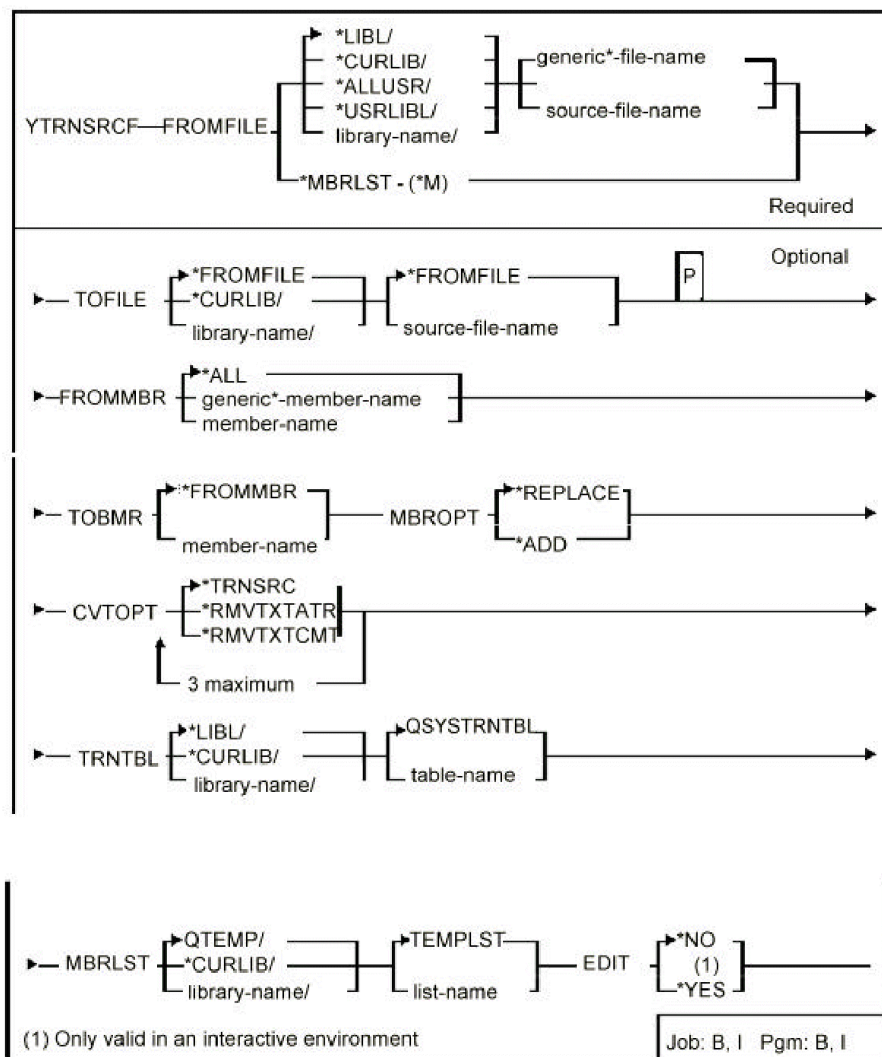 *LIBL/
*CURLIB/
*ALLUSR/
*USRLIBL/
library-name/
generic*-file-name
source-file-name
YTRNSRCF FROMFILE
*MBRLST - (*M)
Required
Optional
P
TOFILE
*FROMFILE
*CURLIB/
library-name/
*FROMFILE
source-file-name
FROMMBR
*ALL
generic*-member-name
member-name
TOBMR
*FROMMBR
member-name
MBROPT
*REPLACE
*ADD
CVTOPT
*TRNSRC
*RMVTXTATR
*RMVTXTCMT
3 maximum
TRNTBL
*LIBL/
*CURLIB/
library-name/
QSYSTRNTBL
table-name
MBRLST
QTEMP/
*CURLIB/
library-name/
TEMPLST
list-name
EDIT
*NO
(1)
*YES
(1) Only valid in an interactive environment
Job: B, I Pgm: B, I